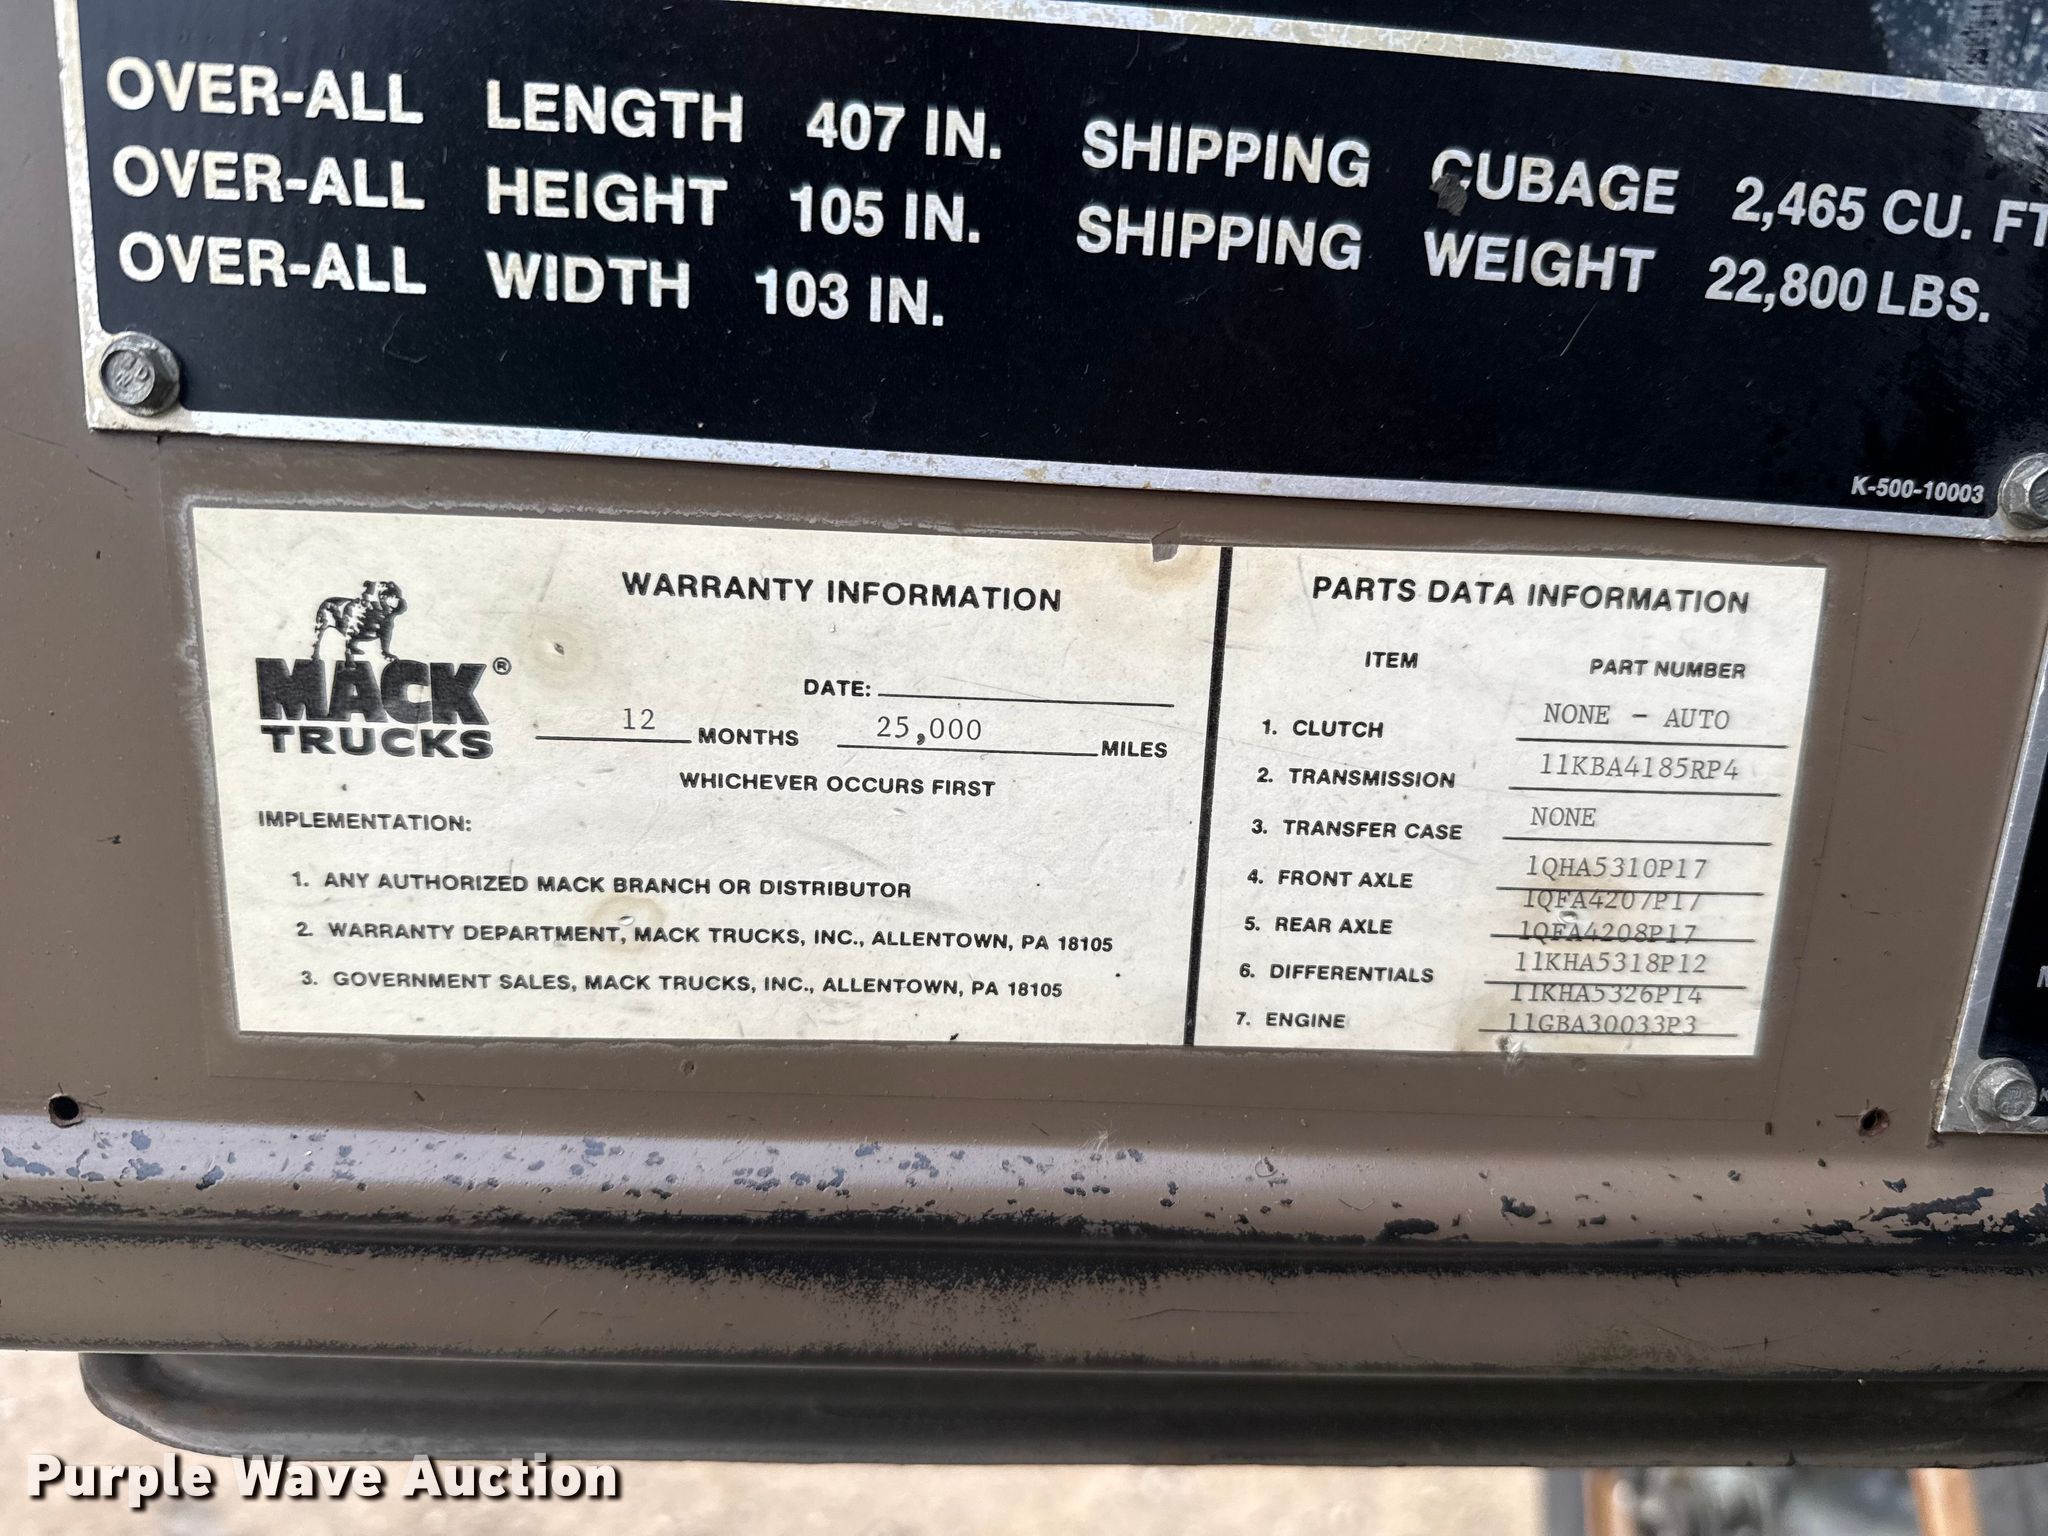 OVER-ALL LENGTH 407 IN. SHIPPING CUBAGE 2,465 CU. FT
OVER-ALL HEIGHT 105 IN. SHIPPING WEIGHT 22,800 LBS.
OVER-ALL WIDTH 103 IN.
K-500-10003
WARRANTY INFORMATION
MACK®
TRUCKS
DATE:
12 MONTHS 25,000 MILES
WHICHEVER OCCURS FIRST
IMPLEMENTATION:
1. ANY AUTHORIZED MACK BRANCH OR DISTRIBUTOR
2. WARRANTY DEPARTMENT, MACK TRUCKS, INC., ALLENTOWN, PA 18105
3. GOVERNMENT SALES, MACK TRUCKS, INC., ALLENTOWN, PA 18105
PARTS DATA INFORMATION
ITEM PART NUMBER
1. CLUTCH NONE - AUTO
2. TRANSMISSION 11KBA4185RP4
3. TRANSFER CASE NONE
4. FRONT AXLE 1QHA5310P17
1QFA4207P17
5. REAR AXLE 1QFA4208P17
6. DIFFERENTIALS 11KHA5318P12
11KHA5326P14
7. ENGINE 11GBA30033P3
Purple Wave Auction